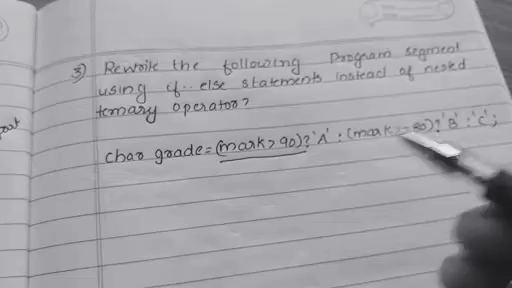 3) Rewrite the following Program segment
using if.. else statements instead of nested
ternary operator?
char grade = (mark > 90) ? 'A' : (mark >= 80) ? 'B' : 'C' ;